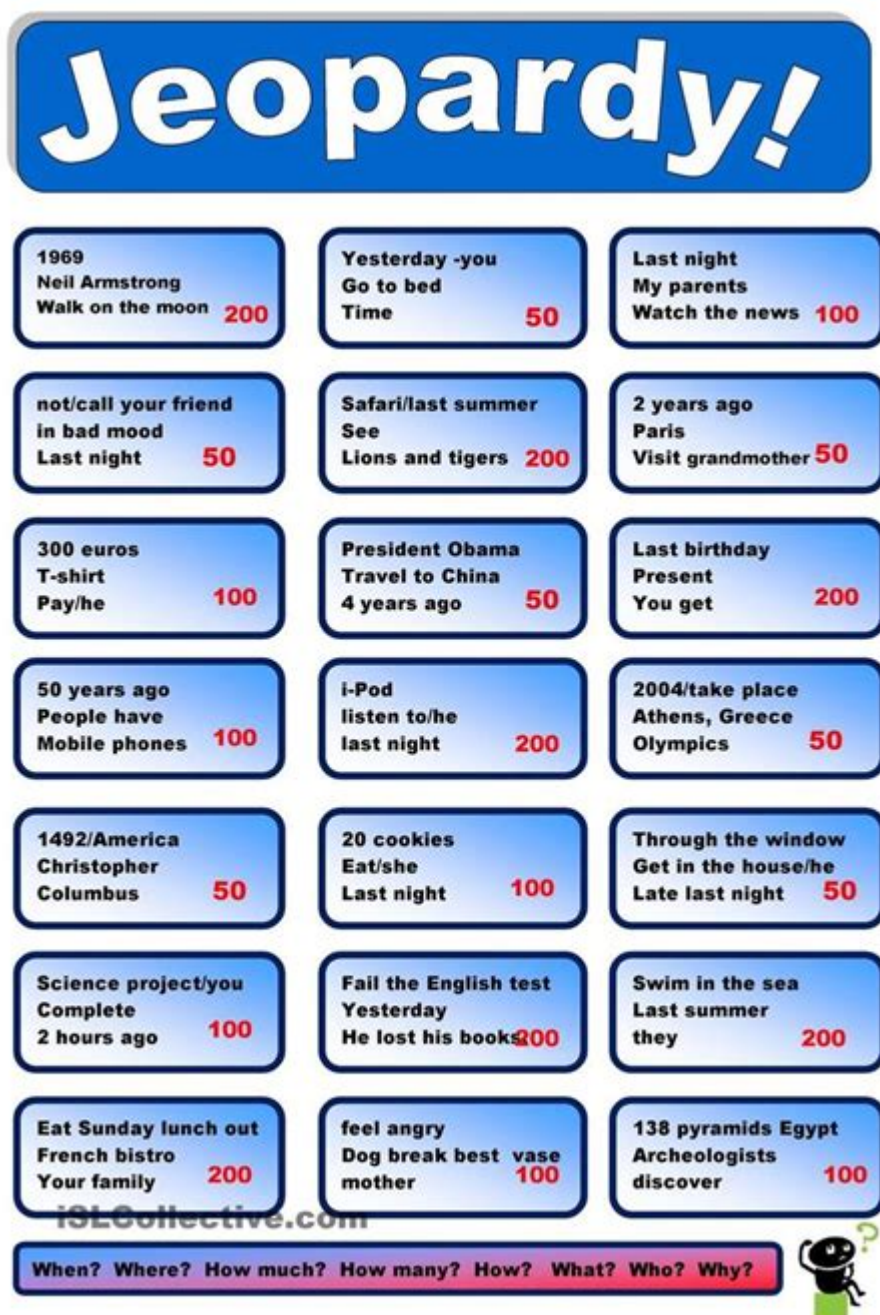 Jeopardy!
1969
Neil Armstrong
Walk on the moon 200
Yesterday -you
Go to bed
Time 50
Last night
My parents
Watch the news 100
not/call your friend
in bad mood
Last night 50
Safari/last summer
See
Lions and tigers 200
2 years ago
Paris
Visit grandmother 50
300 euros
T-shirt
Pay/he 100
President Obama
Travel to China
4 years ago 50
Last birthday
Present
You get 200
50 years ago
People have
Mobile phones 100
i-Pod
listen to/he
last night 200
2004/take place
Athens, Greece
Olympics 50
1492/America
Christopher
Columbus 50
20 cookies
Eat/she
Last night 100
Through the window
Get in the house/he
Late last night 50
Science project/you
Complete
2 hours ago 100
Fail the English test
Yesterday
He lost his books. 200
Swim in the sea
Last summer
they 200
Eat Sunday lunch out
French bistro
Your family 200
feel angry
Dog break best vase
mother 100
138 pyramids Egypt
Archeologists
discover 100
iSLCollective.com
When? Where? How much? How many? How? What? Who? Why?
?